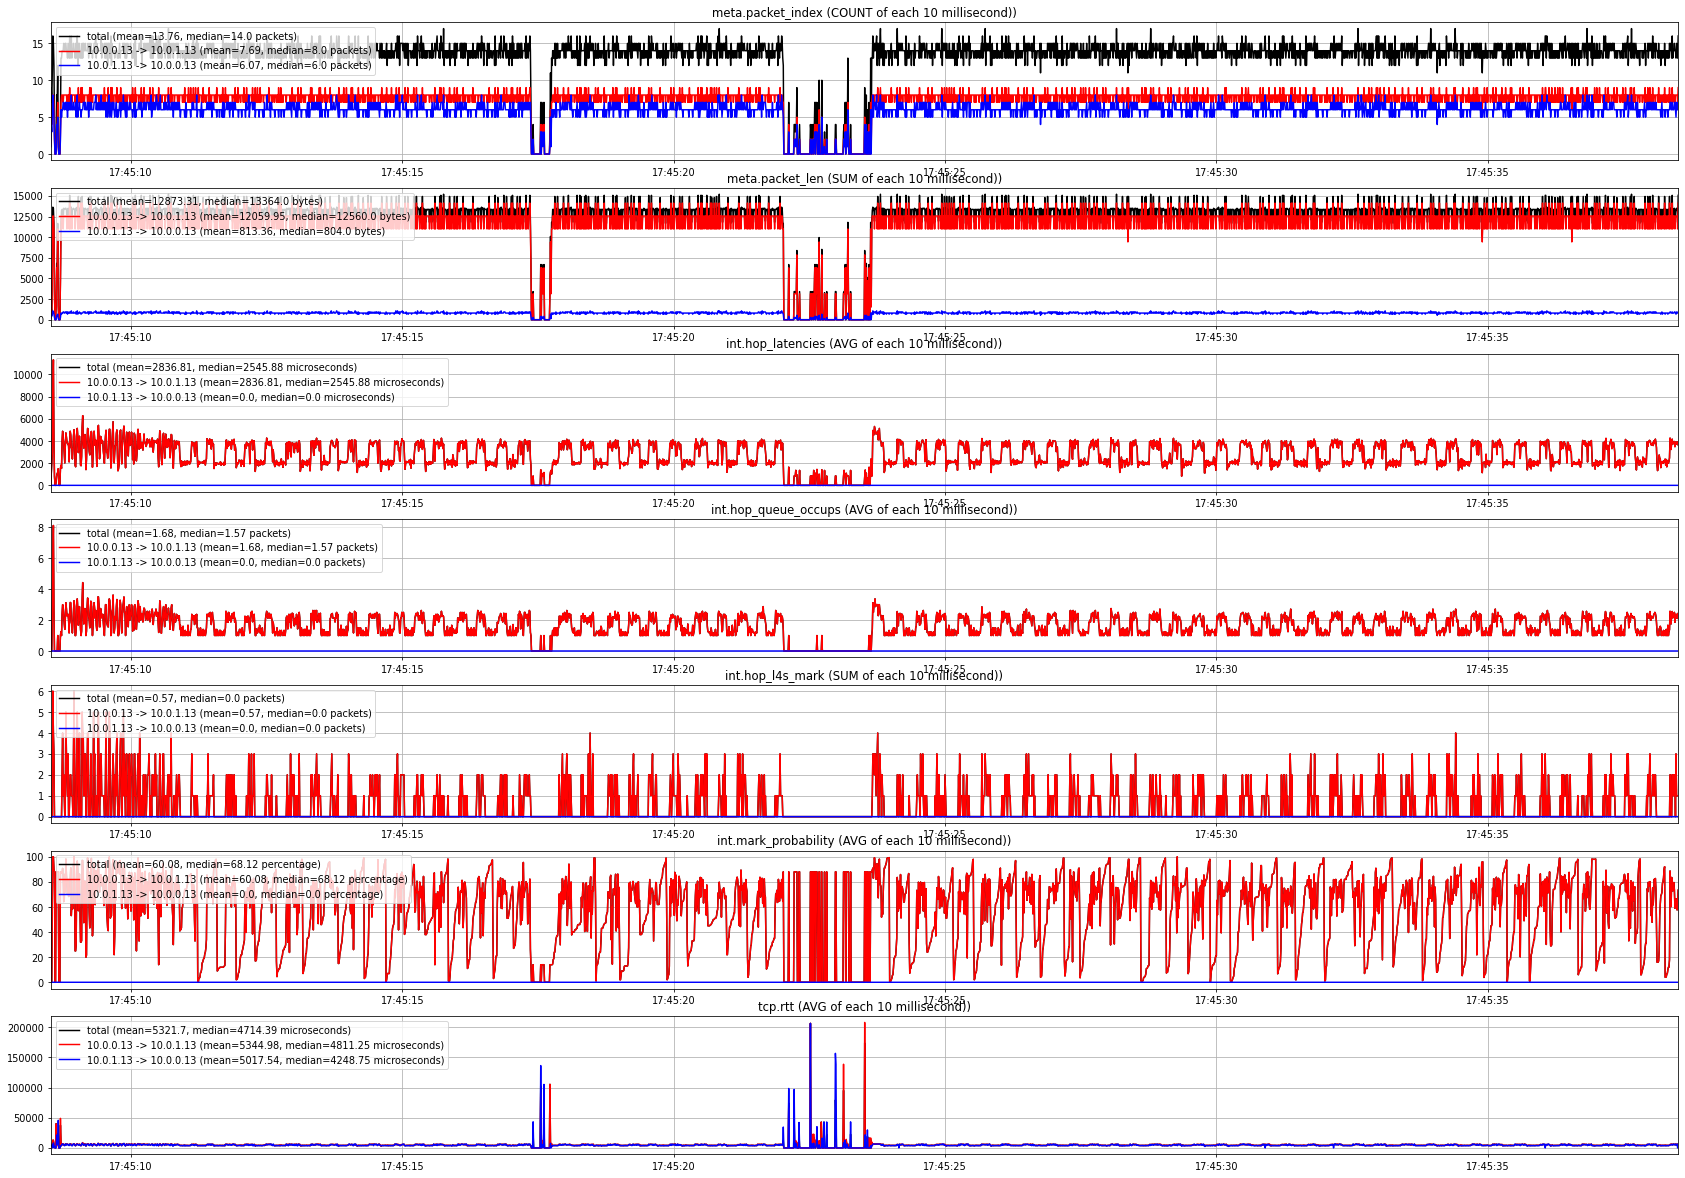 meta.packet_index (COUNT of each 10 millisecond))
total (mean=13.76, median=14.0 packets)
10.0.0.13 -> 10.0.1.13 (mean=7.69, median=8.0 packets)
10.0.1.13 -> 10.0.0.13 (mean=6.07, median=6.0 packets)
15
10
5
0
17:45:10 17:45:15 17:45:20 17:45:25 17:45:30 17:45:35
meta.packet_len (SUM of each 10 millisecond))
total (mean=12873.31, median=13364.0 bytes)
10.0.0.13 -> 10.0.1.13 (mean=12059.95, median=12560.0 bytes)
10.0.1.13 -> 10.0.0.13 (mean=813.36, median=804.0 bytes)
15000
12500
10000
7500
5000
2500
0
17:45:10 17:45:15 17:45:20 17:45:25 17:45:30 17:45:35
int.hop_latencies (AVG of each 10 millisecond))
total (mean=2836.81, median=2545.88 microseconds)
10.0.0.13 -> 10.0.1.13 (mean=2836.81, median=2545.88 microseconds)
10.0.1.13 -> 10.0.0.13 (mean=0.0, median=0.0 microseconds)
10000
8000
6000
4000
2000
0
17:45:10 17:45:15 17:45:20 17:45:25 17:45:30 17:45:35
int.hop_queue_occups (AVG of each 10 millisecond))
total (mean=1.68, median=1.57 packets)
10.0.0.13 -> 10.0.1.13 (mean=1.68, median=1.57 packets)
10.0.1.13 -> 10.0.0.13 (mean=0.0, median=0.0 packets)
8
6
4
2
0
17:45:10 17:45:15 17:45:20 17:45:25 17:45:30 17:45:35
int.hop_l4s_mark (SUM of each 10 millisecond))
total (mean=0.57, median=0.0 packets)
10.0.0.13 -> 10.0.1.13 (mean=0.57, median=0.0 packets)
10.0.1.13 -> 10.0.0.13 (mean=0.0, median=0.0 packets)
6
5
4
3
2
1
0
17:45:10 17:45:15 17:45:20 17:45:25 17:45:30 17:45:35
int.mark_probability (AVG of each 10 millisecond))
total (mean=60.08, median=68.12 percentage)
10.0.0.13 -> 10.0.1.13 (mean=60.08, median=68.12 percentage)
10.0.1.13 -> 10.0.0.13 (mean=0.0, median=0.0 percentage)
100
80
60
40
20
0
17:45:10 17:45:15 17:45:20 17:45:25 17:45:30 17:45:35
tcp.rtt (AVG of each 10 millisecond))
total (mean=5321.7, median=4714.39 microseconds)
10.0.0.13 -> 10.0.1.13 (mean=5344.98, median=4811.25 microseconds)
10.0.1.13 -> 10.0.0.13 (mean=5017.54, median=4248.75 microseconds)
200000
150000
100000
50000
0
17:45:10 17:45:15 17:45:20 17:45:25 17:45:30 17:45:35